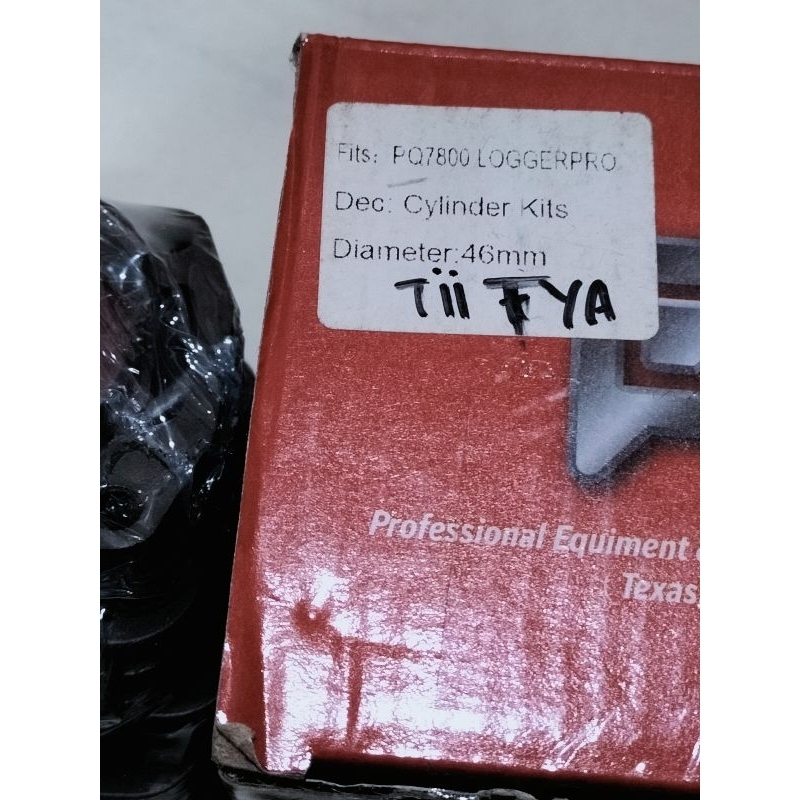 Fits: PQ7800 LOGGERPRO
Dec: Cylinder Kits
Diameter:46mm
Tii FYA
Professional Equiment
Texas,